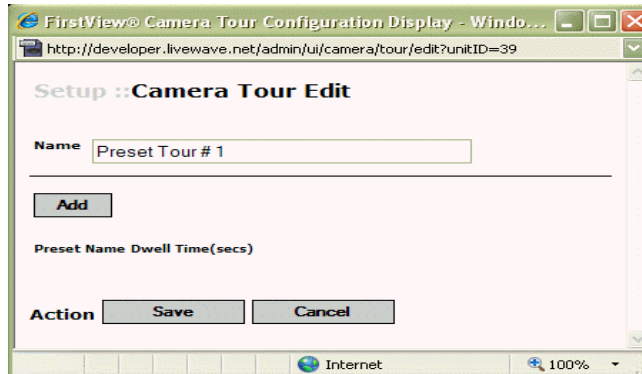 FirstView® Camera Tour Configuration Display - Windo...
http://developer.livewave.net/admin/ui/camera/tour/edit?unitID=39
Setup ::Camera Tour Edit
Name Preset Tour # 1
Add
Preset Name Dwell Time(secs)
Action Save Cancel
Internet 100%